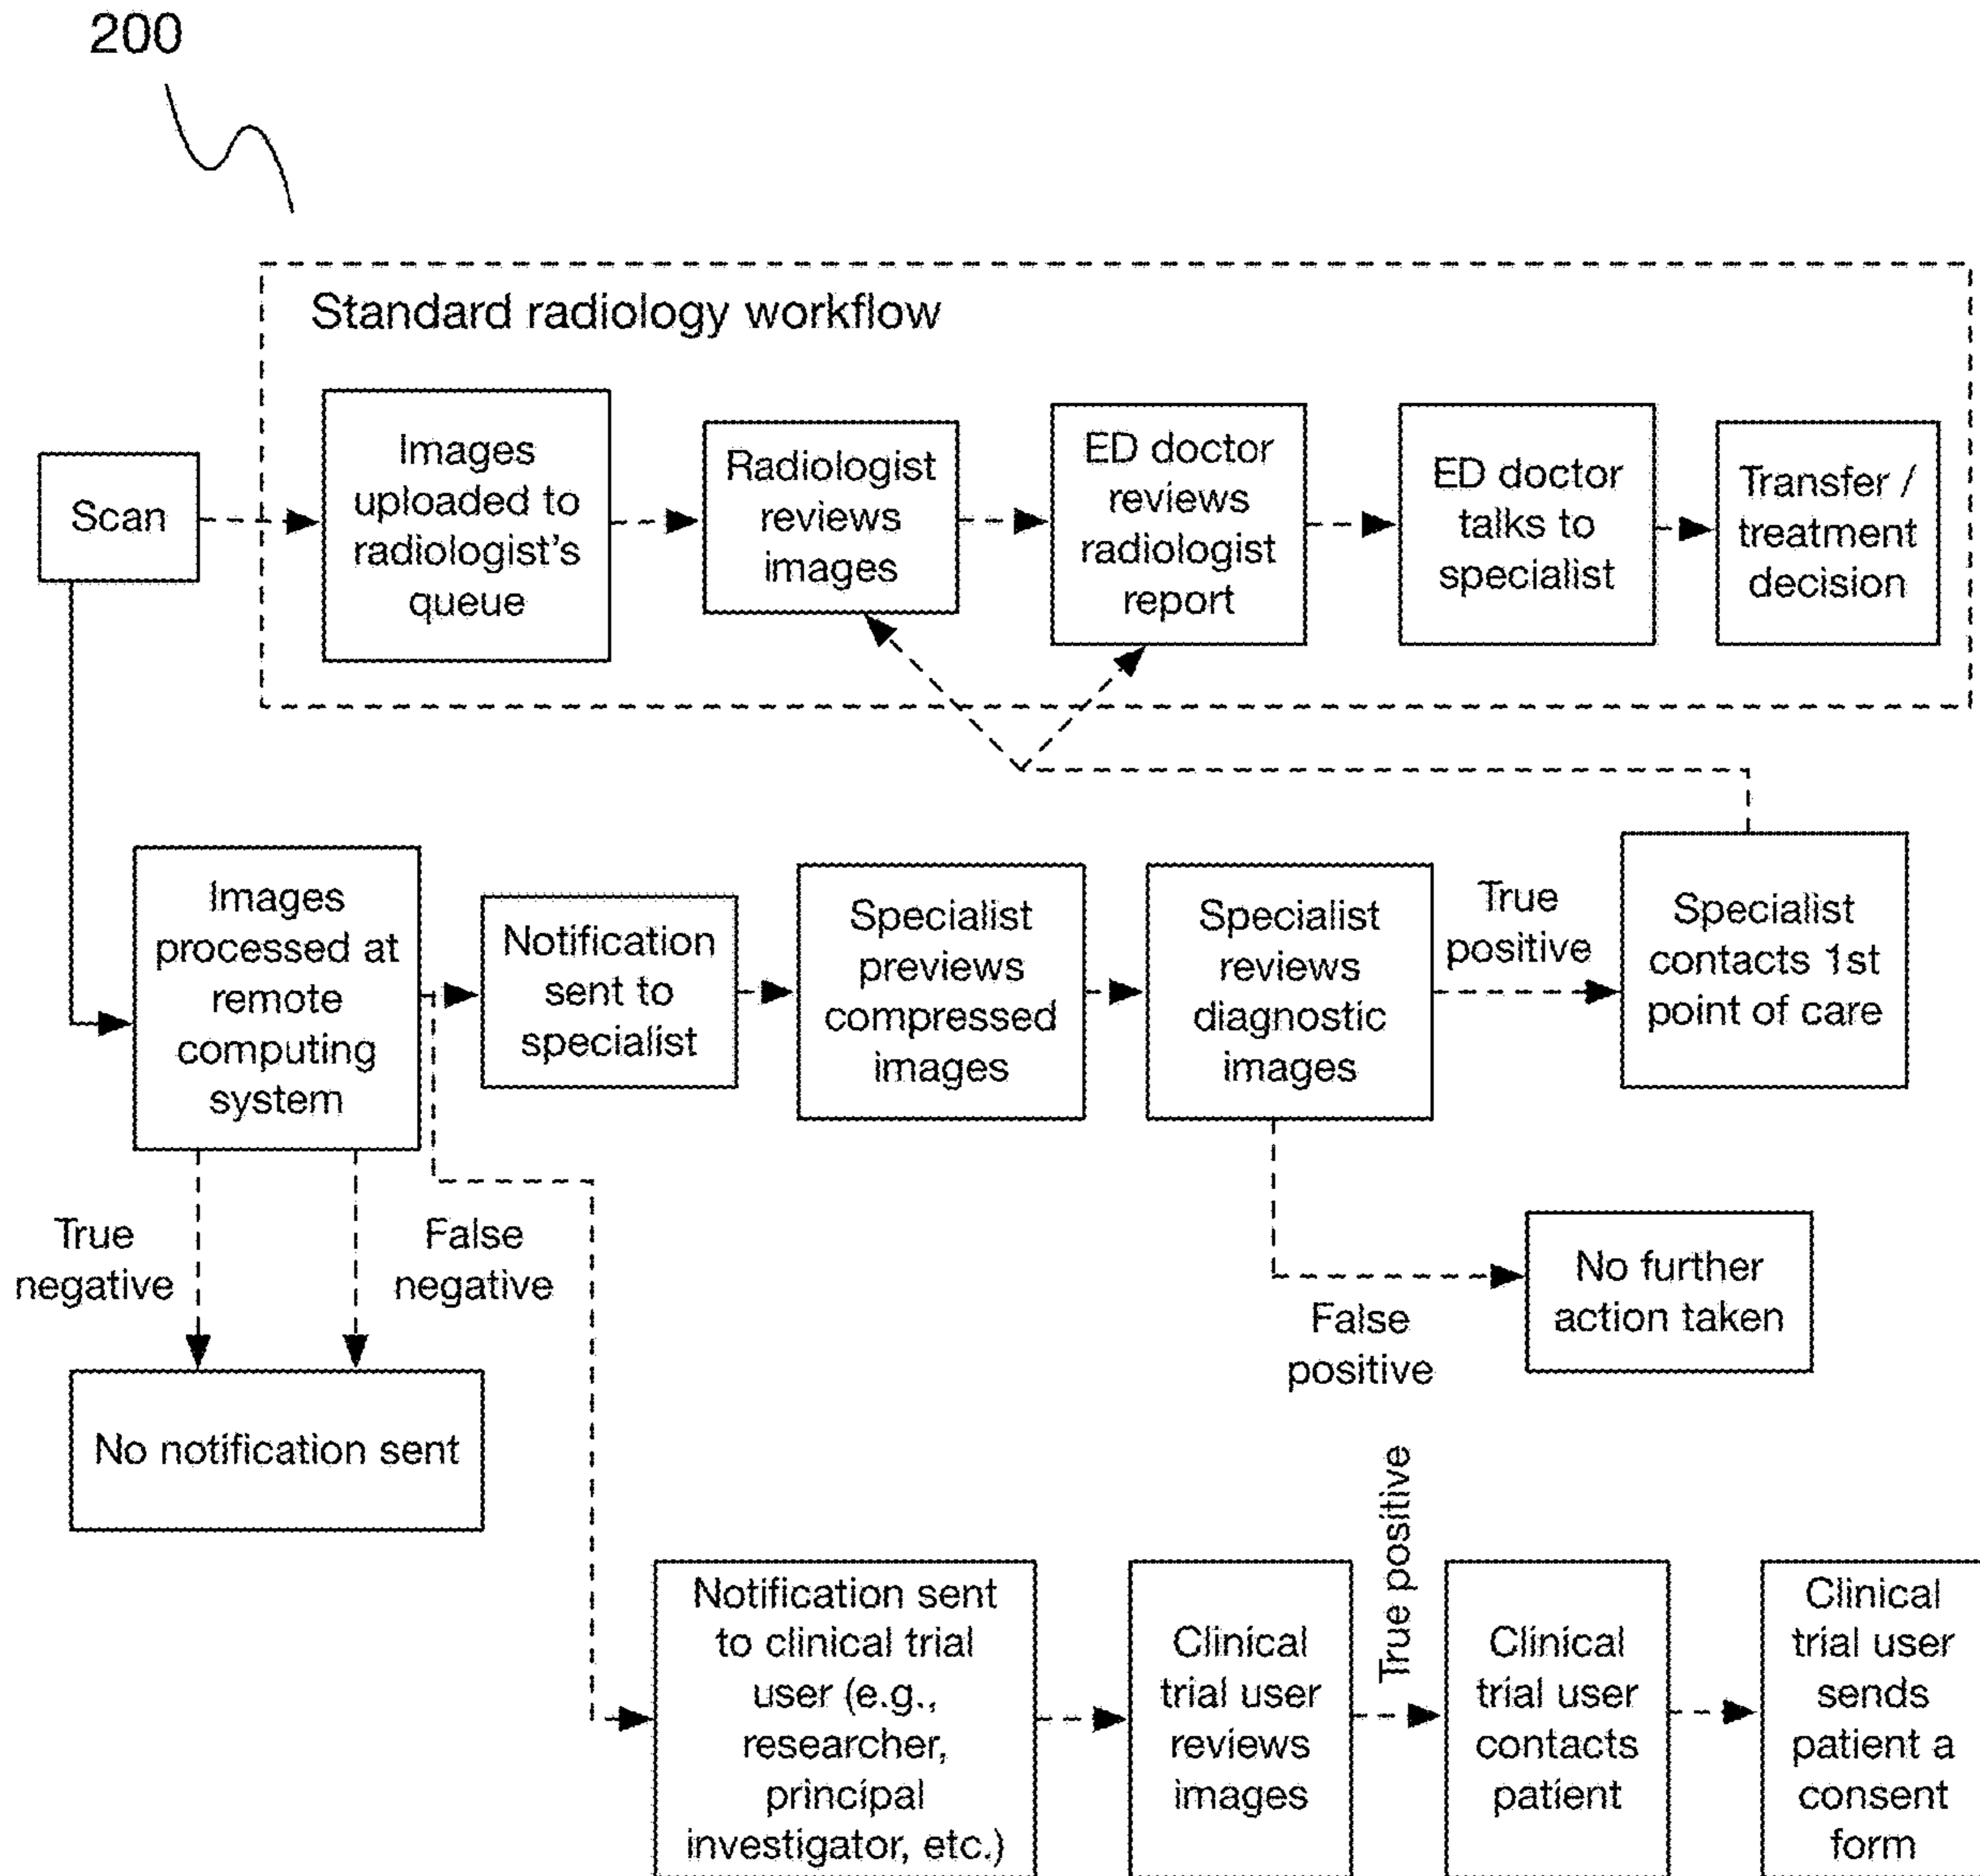 200
Standard radiology workflow
Scan
Images
uploaded to
radiologist's
queue
Radiologist
reviews
images
ED doctor
reviews
radiologist
report
ED doctor
talks to
specialist
Transfer /
treatment
decision
Images
processed at
remote
computing
system
Notification
sent to
specialist
Specialist
previews
compressed
images
Specialist
reviews
diagnostic
images
True
positive
Specialist
contacts 1st
point of care
True
negative
False
negative
No further
action taken
False
positive
No notification sent
Notification sent
to clinical trial
user (e.g.,
researcher,
principal
investigator, etc.)
Clinical
trial user
reviews
images
True positive
Clinical
trial user
contacts
patient
Clinical
trial user
sends
patient a
consent
form